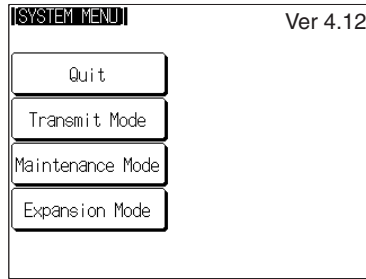 [SYSTEM MENU]
Ver 4.12
Quit
Transmit Mode
Maintenance Mode
Expansion Mode